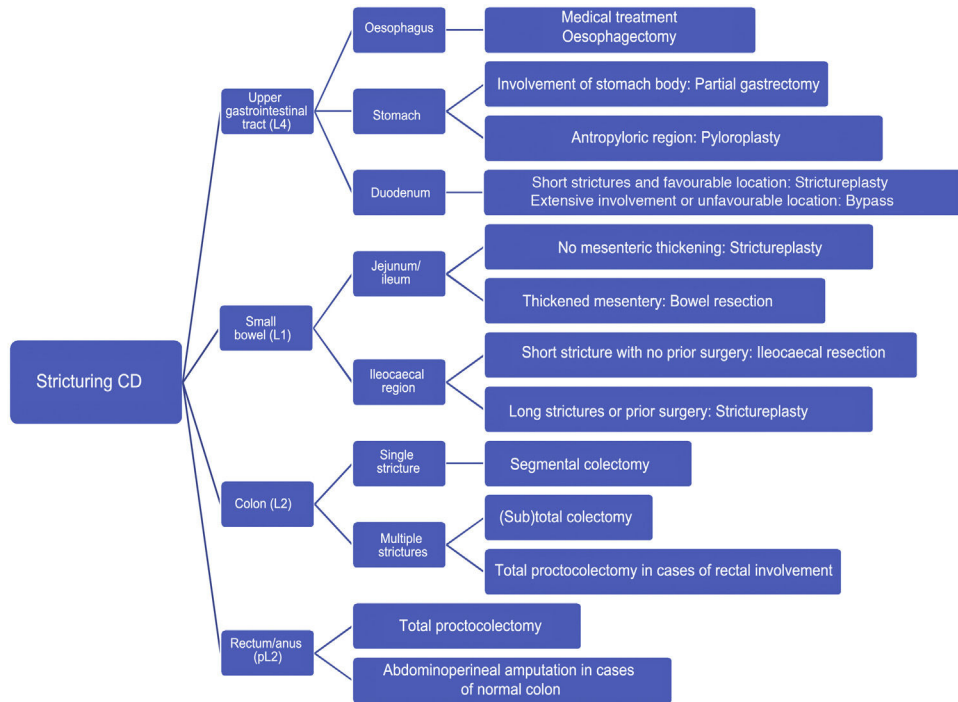 Stricturing CD
Upper
gastrointestinal
tract (L4)
Oesophagus
Medical treatment
Oesophagectomy
Stomach
Involvement of stomach body: Partial gastrectomy
Antropyloric region: Pyloroplasty
Duodenum
Short strictures and favourable location: Strictureplasty
Extensive involvement or unfavourable location: Bypass
Small
bowel (L1)
Jejunum/
ileum
No mesenteric thickening: Strictureplasty
Thickened mesentery: Bowel resection
Ileocaecal
region
Short stricture with no prior surgery: Ileocaecal resection
Long strictures or prior surgery: Strictureplasty
Colon (L2)
Single
stricture
Segmental colectomy
Multiple
strictures
(Sub)total colectomy
Total proctocolectomy in cases of rectal involvement
Rectum/anus
(pL2)
Total proctocolectomy
Abdominoperineal amputation in cases
of normal colon